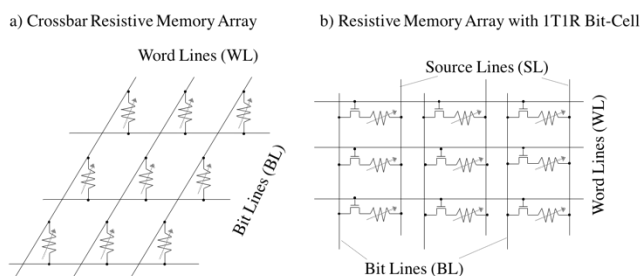 a) Crossbar Resistive Memory Array
Word Lines (WL)
Bit Lines (BL)
b) Resistive Memory Array with 1T1R Bit-Cell
Source Lines (SL)
Word Lines (WL)
Bit Lines (BL)